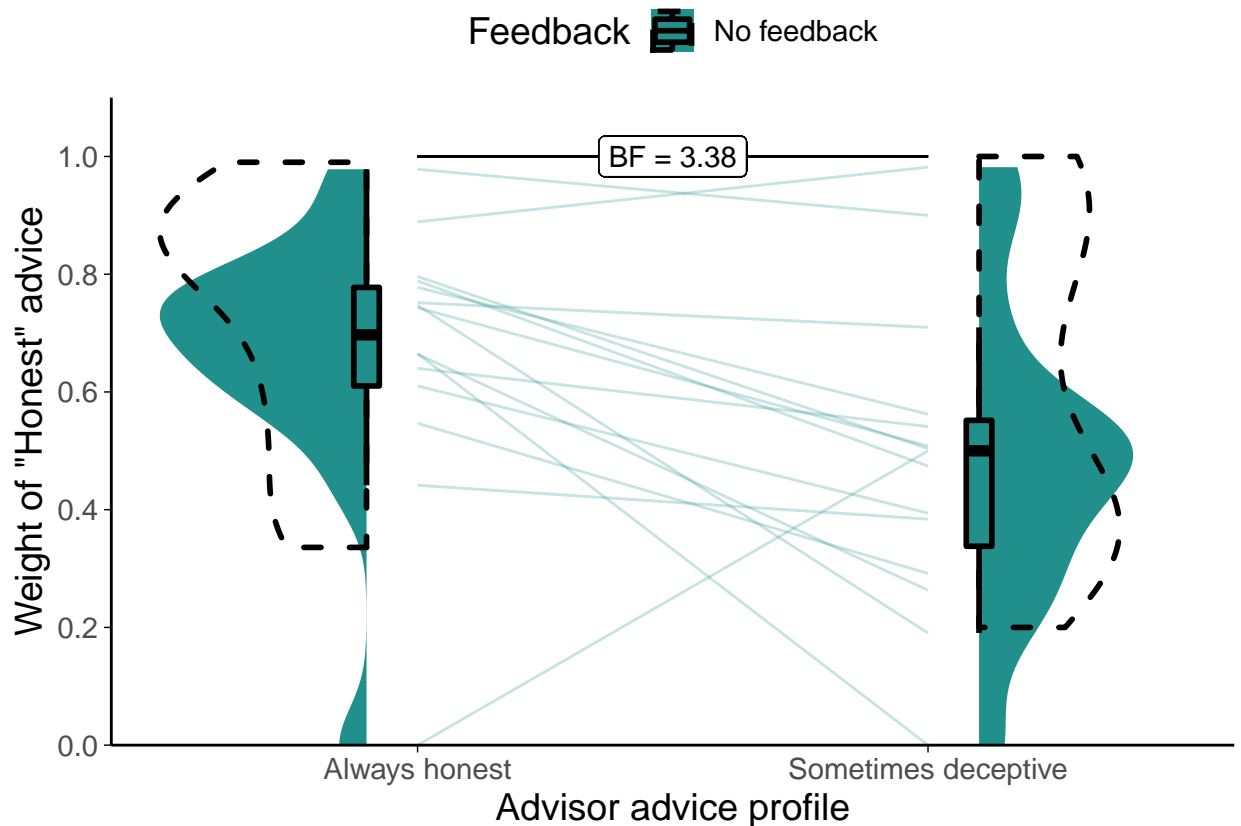 Feedback No feedback
BF = 3.38
Weight of "Honest" advice
1.0
0.8
0.6
0.4
0.2
0.0
Always honest Sometimes deceptive
Advisor advice profile